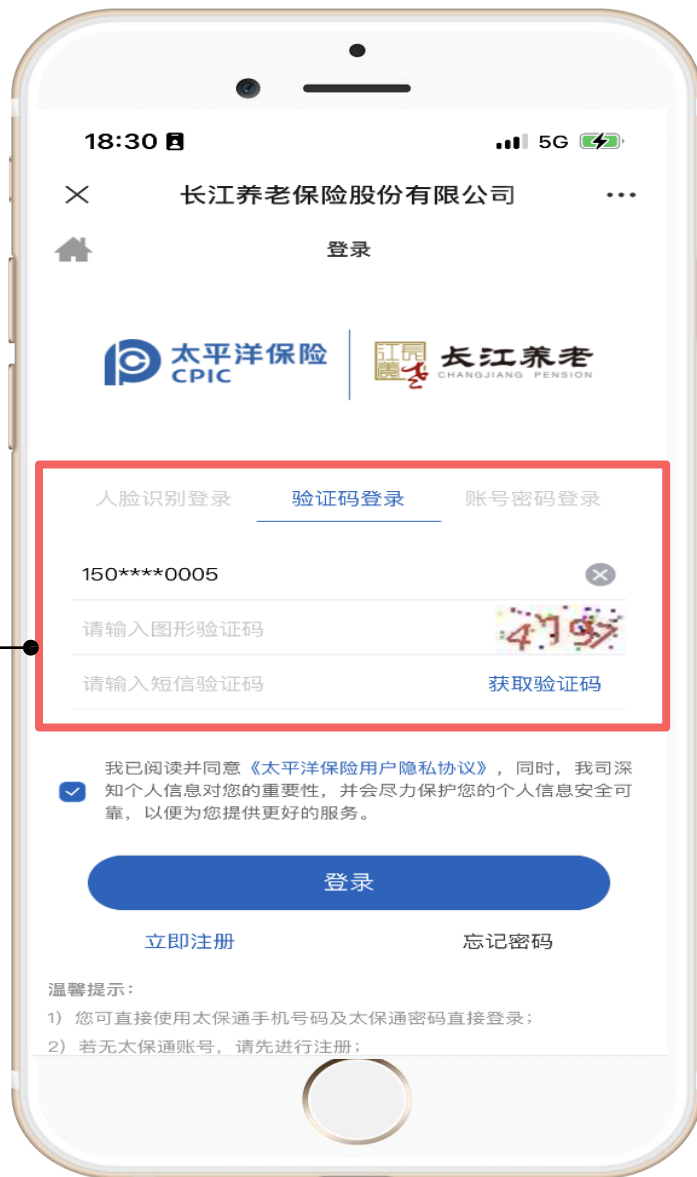 18:30
5G
长江养老保险股份有限公司
登录
太平洋保险
CPIC
长江养老
CHANGJIANG PENSION
人脸识别登录 验证码登录 账号密码登录
150****0005
请输入图形验证码 4797
请输入短信验证码 获取验证码
我已阅读并同意《太平洋保险用户隐私协议》，同时，我司深
知个人信息对您的重要性，并会尽力保护您的个人信息安全可
靠，以便为您提供更好的服务。
登录
立即注册 忘记密码
温馨提示：
1）您可直接使用太保通手机号码及太保通密码直接登录；
2）若无太保通账号，请先进行注册；